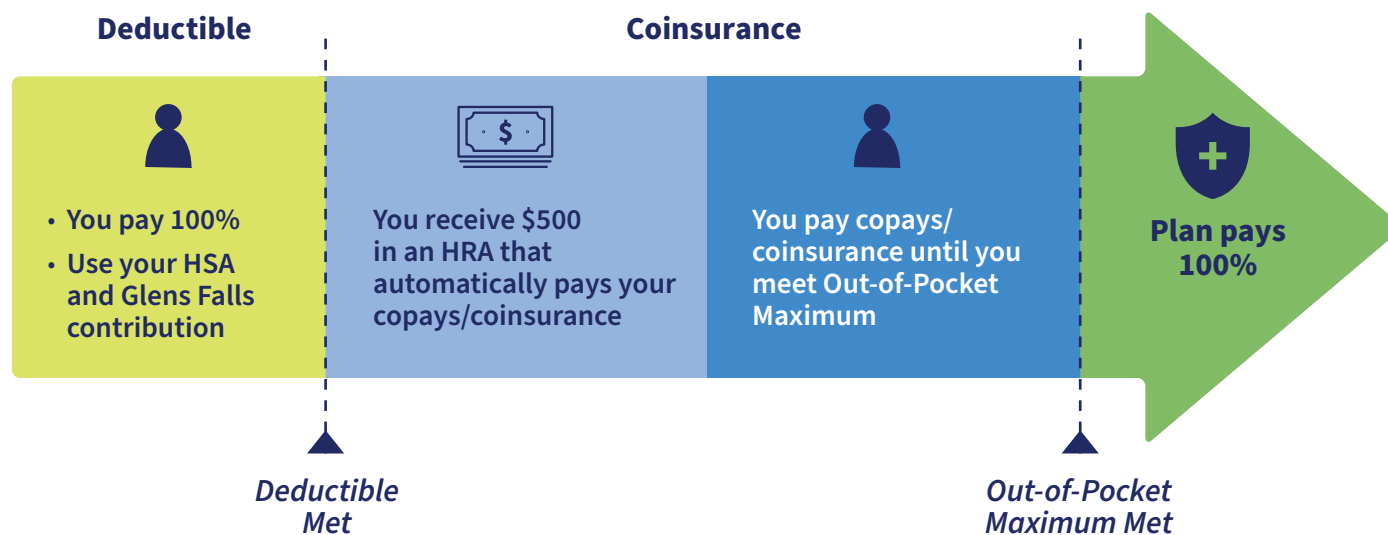 Deductible
Coinsurance
• You pay 100%
• Use your HSA
and Glens Falls
contribution
$
You receive $500
in an HRA that
automatically pays your
copays/coinsurance
You pay copays/
coinsurance until you
meet Out-of-Pocket
Maximum
Plan pays
100%
Deductible
Met
Out-of-Pocket
Maximum Met